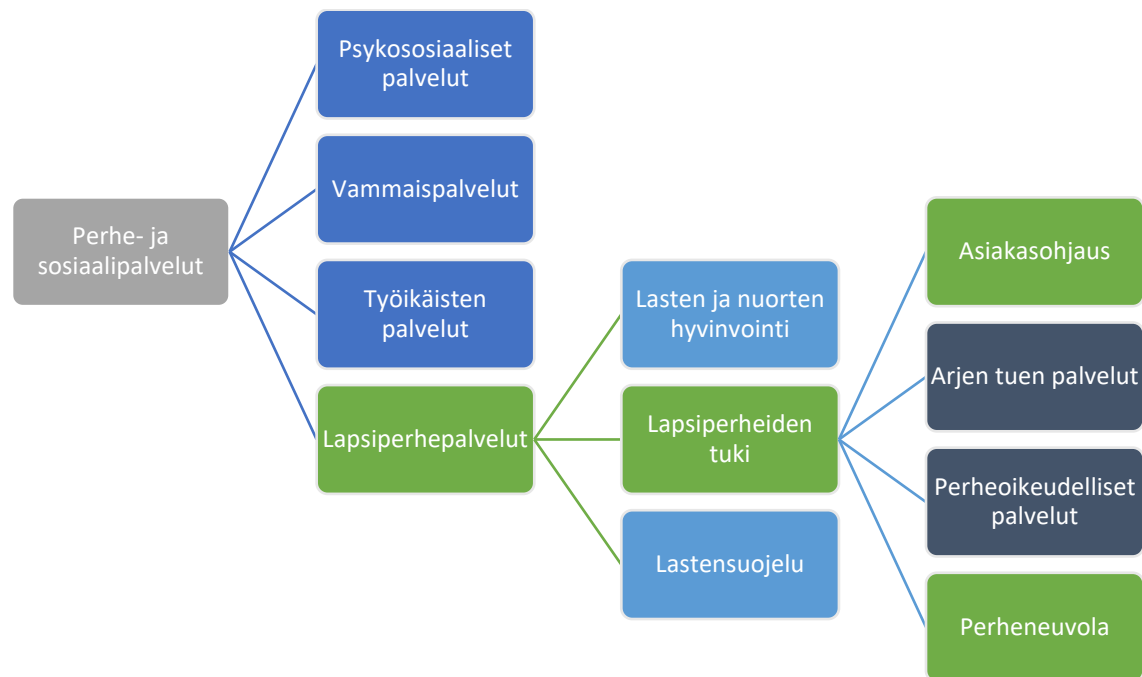 Perhe- ja
sosiaalipalvelut
Psykososiaaliset
palvelut
Vammaispalvelut
Työikäisten
palvelut
Lapsiperhepalvelut
Lasten ja nuorten
hyvinvointi
Lapsiperheiden
tuki
Lastensuojelu
Asiakasohjaus
Arjen tuen palvelut
Perheoikeudelliset
palvelut
Perheneuvola